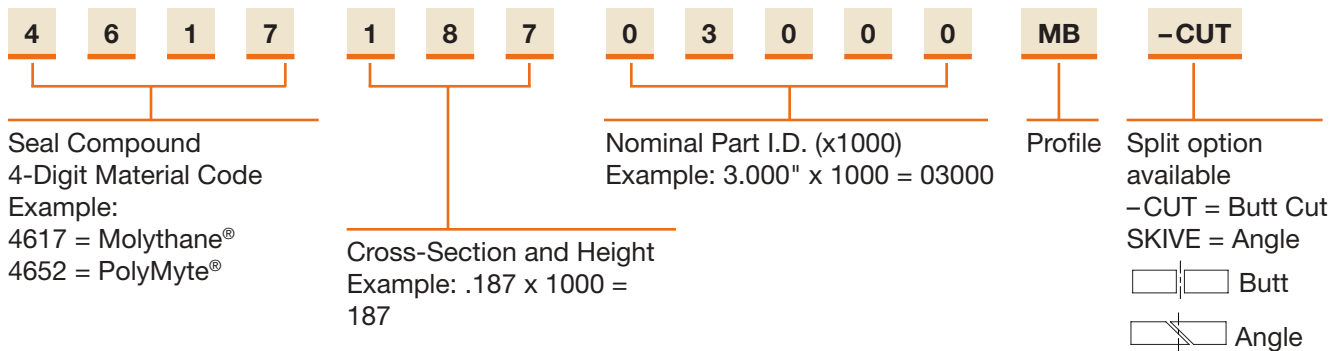 4 6 1 7 1 8 7 0 3 0 0 0 MB –CUT
Seal Compound
4-Digit Material Code
Example:
4617 = Molythane®
4652 = PolyMyte®
Cross-Section and Height
Example: .187 x 1000 =
187
Nominal Part I.D. (x1000)
Example: 3.000" x 1000 = 03000
Profile
Split option
available
–CUT = Butt Cut
SKIVE = Angle
Butt
Angle